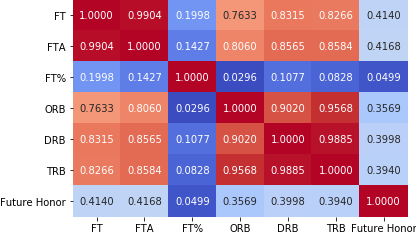 FT 1.0000 0.9904 0.1998 0.7633 0.8315 0.8266 0.4140
FTA 0.9904 1.0000 0.1427 0.8060 0.8565 0.8584 0.4168
FT% 0.1998 0.1427 1.0000 0.0296 0.1077 0.0828 0.0499
ORB 0.7633 0.8060 0.0296 1.0000 0.9020 0.9568 0.3569
DRB 0.8315 0.8565 0.1077 0.9020 1.0000 0.9885 0.3998
TRB 0.8266 0.8584 0.0828 0.9568 0.9885 1.0000 0.3940
Future Honor 0.4140 0.4168 0.0499 0.3569 0.3998 0.3940 1.0000
FT FTA FT% ORB DRB TRB Future Honor